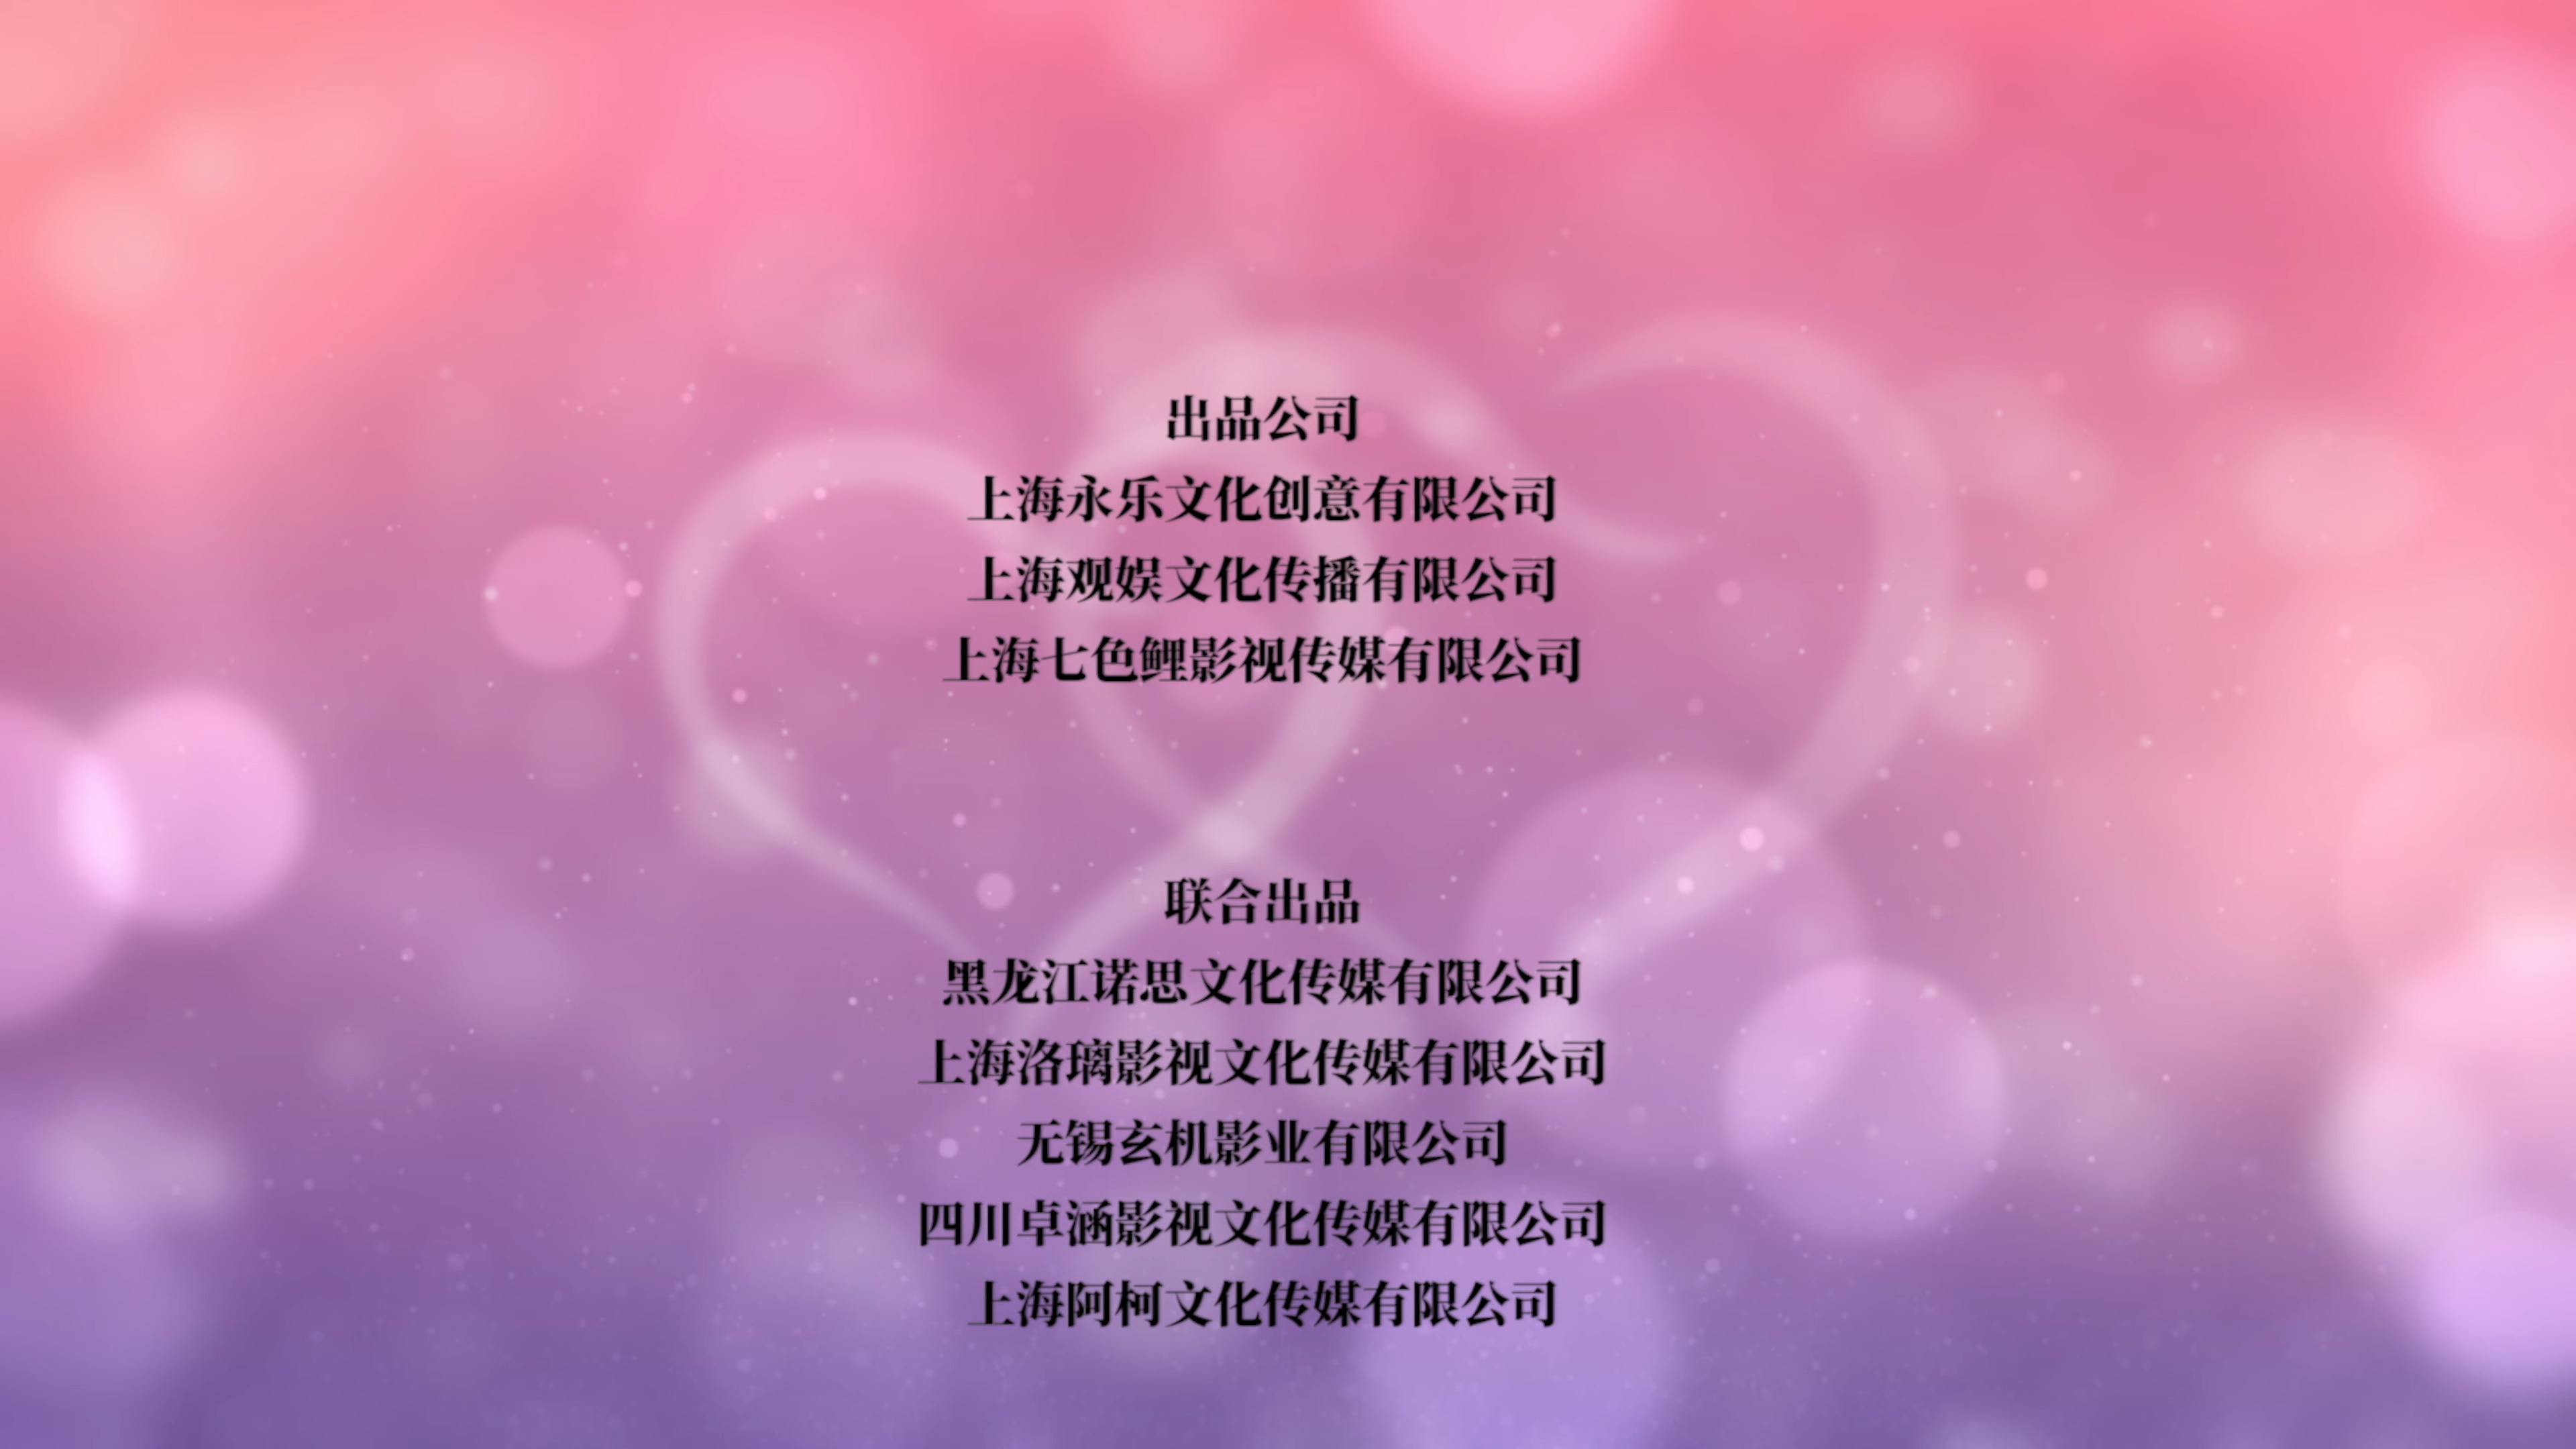 出品公司
上海永乐文化创意有限公司
上海观娱文化传播有限公司
上海七色鲤影视传媒有限公司
联合出品
黑龙江诺思文化传媒有限公司
上海洛璃影视文化传媒有限公司
无锡玄机影业有限公司
四川卓涵影视文化传媒有限公司
上海阿柯文化传媒有限公司